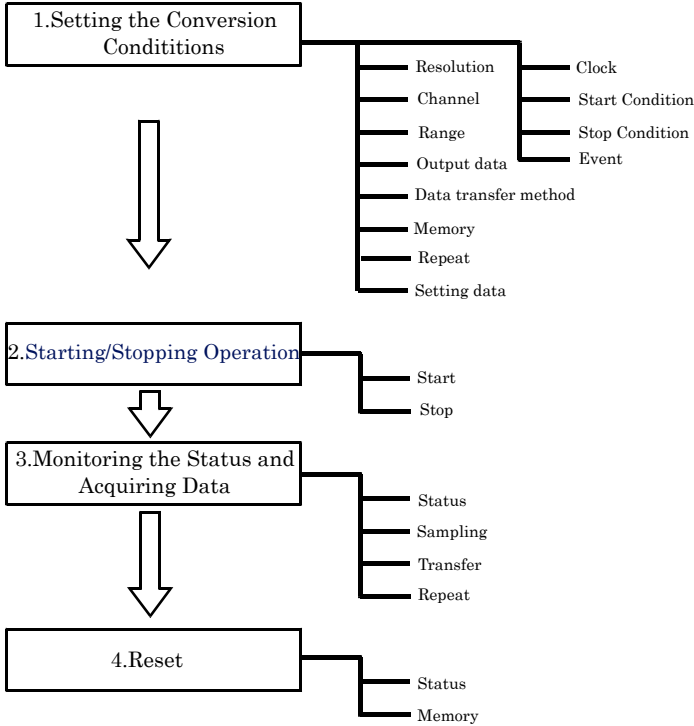 1.Setting the Conversion
Condititions
Resolution
Channel
Range
Output data
Data transfer method
Memory
Repeat
Setting data
Clock
Start Condition
Stop Condition
Event
2.Starting/Stopping Operation
Start
Stop
3.Monitoring the Status and
Acquiring Data
Status
Sampling
Transfer
Repeat
4.Reset
Status
Memory